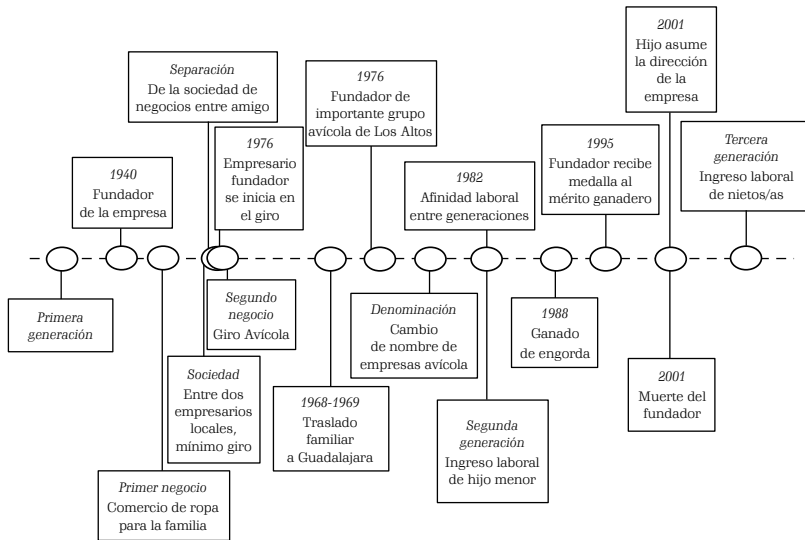 2001
Hijo asume
la dirección
de la
empresa
Separación
De la sociedad de
negocios entre amigo
1976
Fundador de
importante grupo
avícola de Los Altos
1976
Empresario
fundador
se inicia en
el giro
1995
Fundador recibe
medalla al
mérito ganadero
Tercera
generación
Ingreso laboral
de nietos/as
1940
Fundador
de la empresa
1982
Afinidad laboral
entre generaciones
Primera
generación
Segundo
negocio
Giro Avícola
Denominación
Cambio
de nombre de
empresas avícola
1988
Ganado
de engorda
Sociedad
Entre dos
empresarios
locales,
mínimo giro
1968-1969
Traslado
familiar
a Guadalajara
2001
Muerte del
fundador
Segunda
generación
Ingreso laboral
de hijo menor
Primer negocio
Comercio de ropa
para la familia